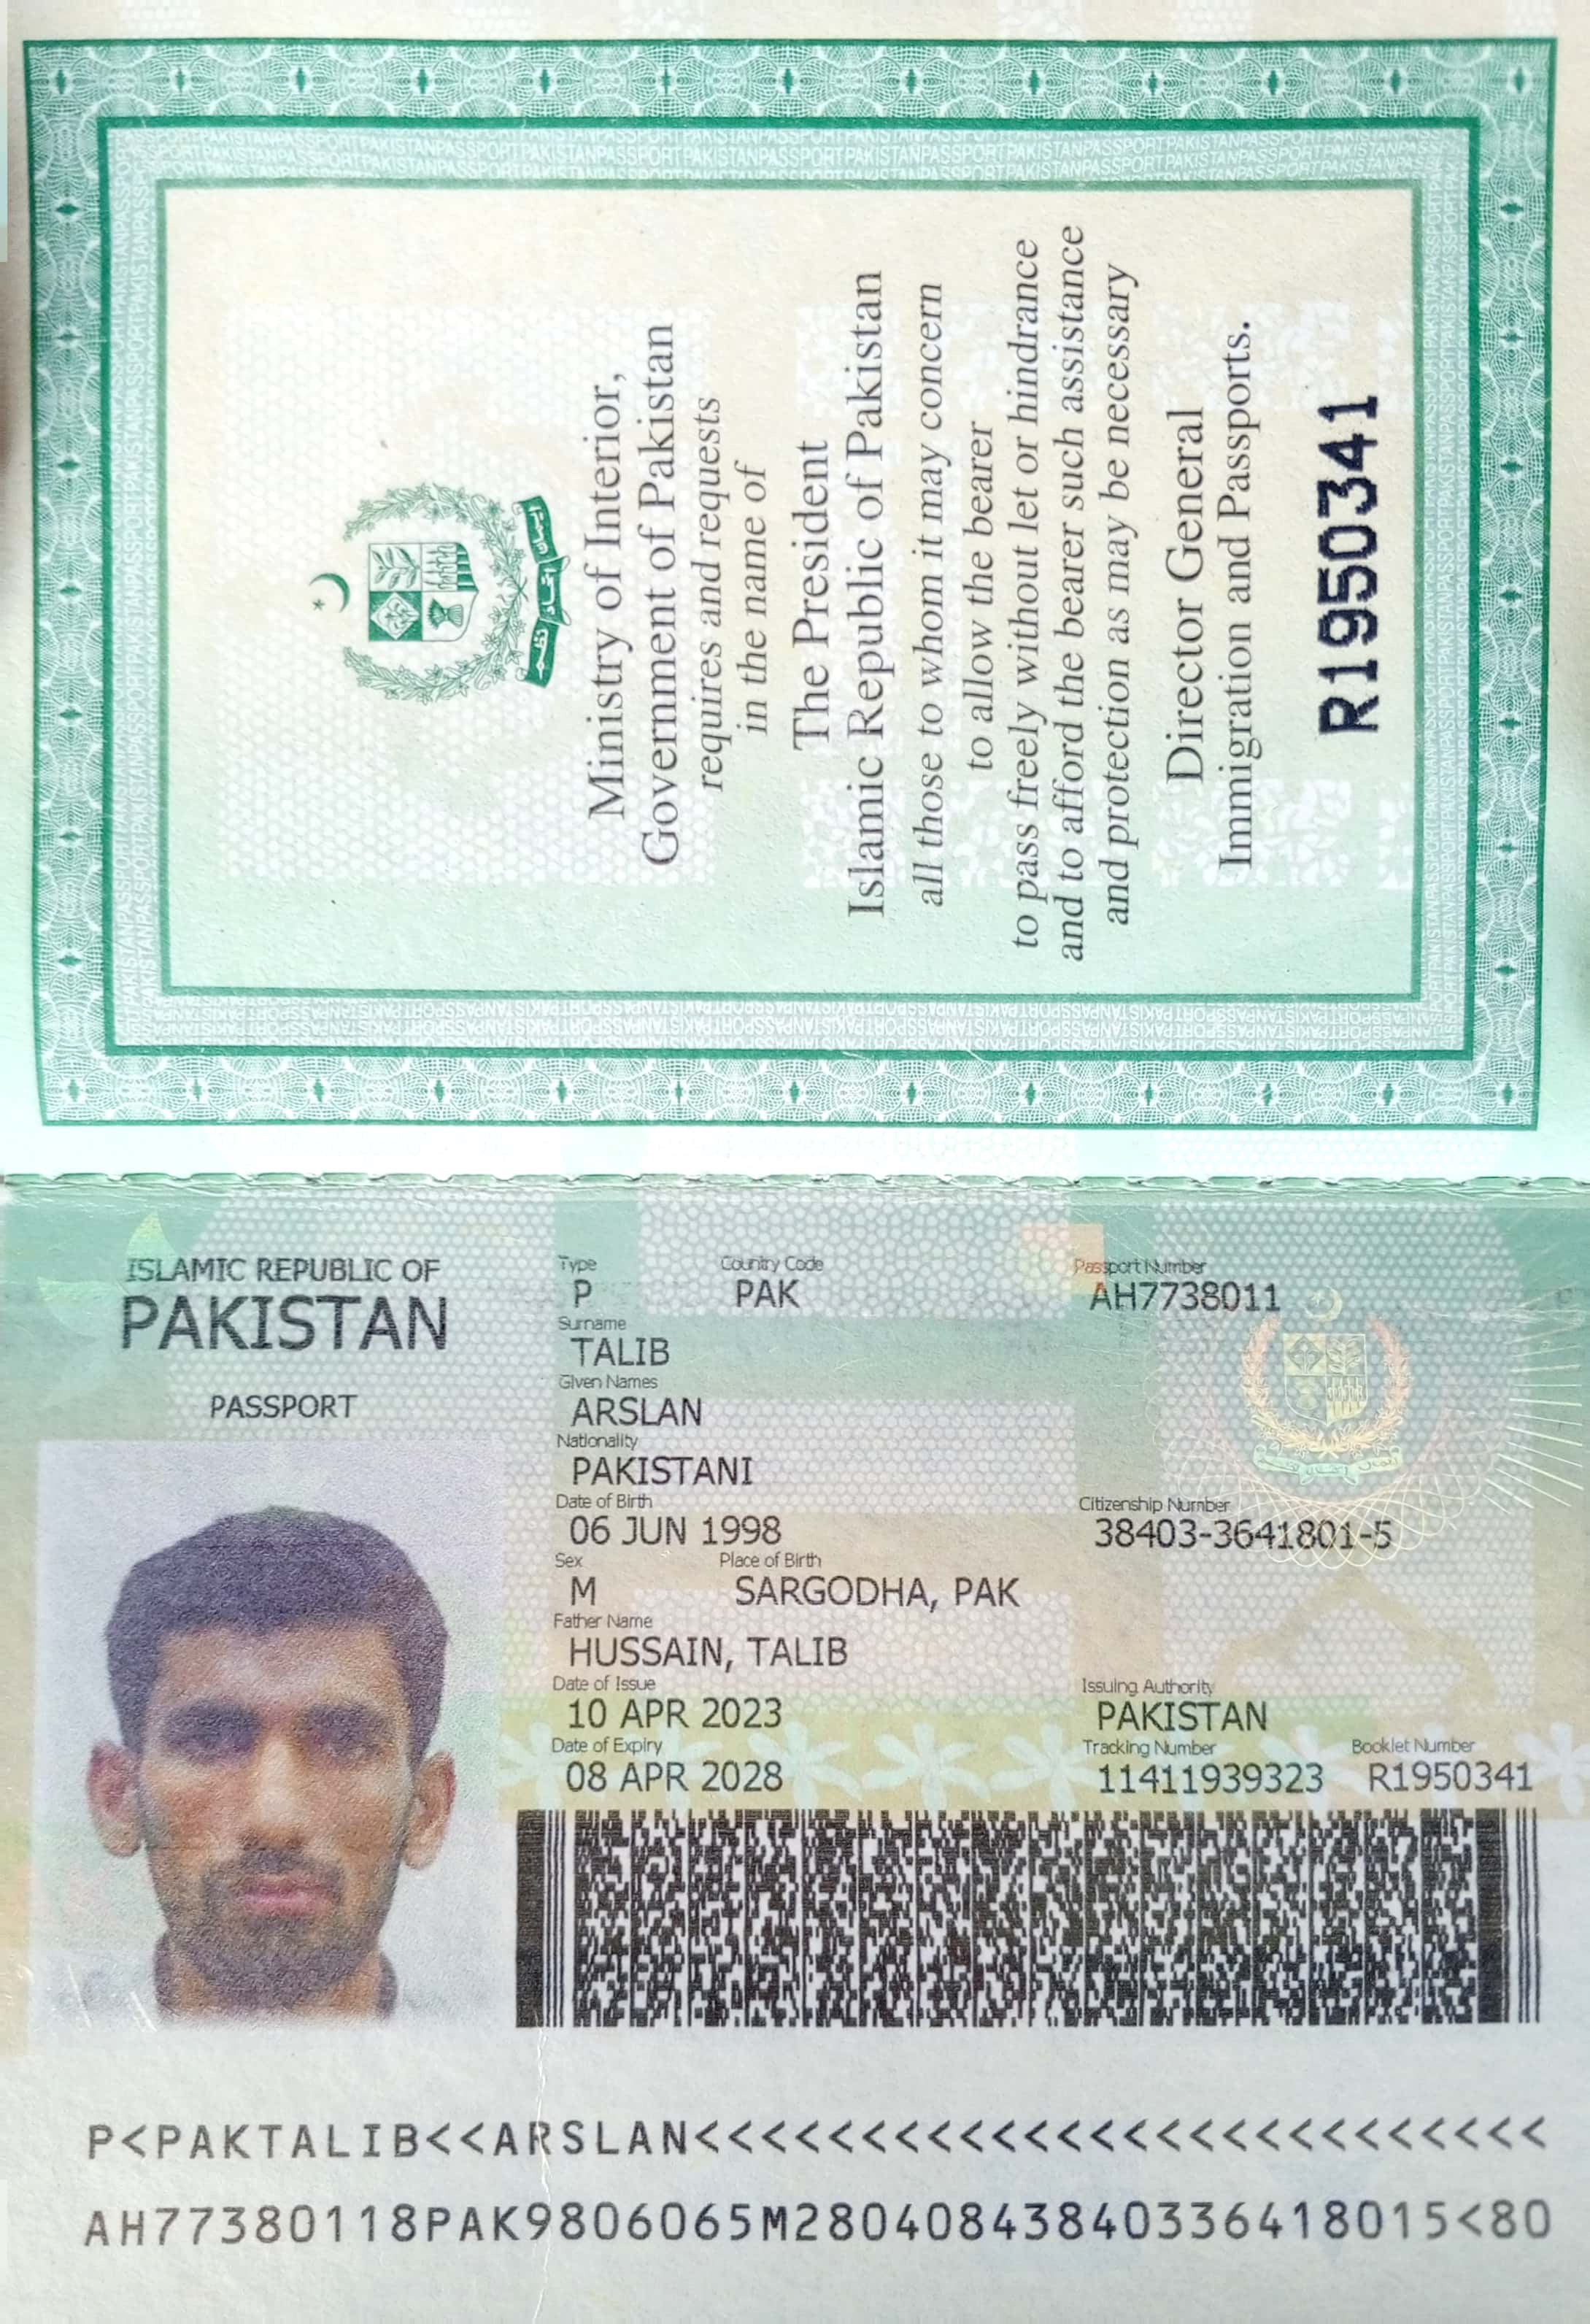 ایمان اتحاد نظم
Ministry of Interior,
Government of Pakistan
requires and requests
in the name of
The President
Islamic Republic of Pakistan
all those to whom it may concern
to allow the bearer
to pass freely without let or hindrance
and to afford the bearer such assistance
and protection as may be necessary
Director General
Immigration and Passports.
R1950341
ISLAMIC REPUBLIC OF
PAKISTAN
PASSPORT
Type Country Code Passport Number
P PAK AH7738011
Surname
TALIB
Given Names
ARSLAN
Nationality
PAKISTANI
Date of Birth Citizenship Number
06 JUN 1998 38403-3641801-5
Sex Place of Birth
M SARGODHA, PAK
Father Name
HUSSAIN, TALIB
Date of Issue Issuing Authority
10 APR 2023 PAKISTAN
Date of Expiry Tracking Number Booklet Number
08 APR 2028 11411939323 R1950341
P<PAKTALIB<<ARSLAN<<<<<<<<<<<<<<<<<<<<<<<<<<
AH77380118PAK9806065M28040843840336418015<80